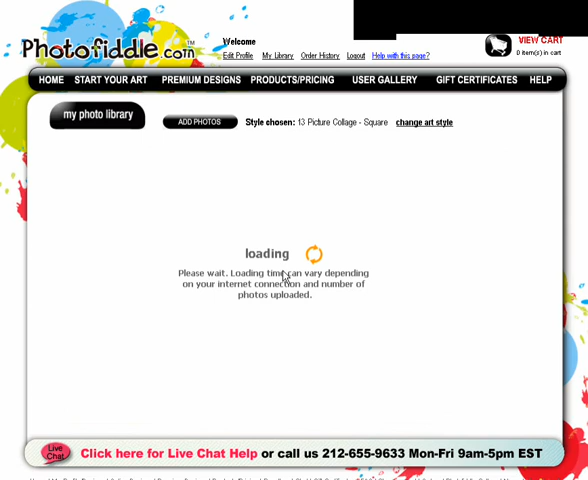 Photofiddle.com™
Welcome
VIEW CART
0 item(s) in cart
Edit Profile My Library Order History Logout Help with this page?
HOME START YOUR ART PREMIUM DESIGNS PRODUCTS/PRICING USER GALLERY GIFT CERTIFICATES HELP
my photo library
ADD PHOTOS
Style chosen: 13 Picture Collage - Square change art style
loading
Please wait. Loading time can vary depending
on your internet connection and number of
photos uploaded.
Live Chat
Click here for Live Chat Help or call us 212-655-9633 Mon-Fri 9am-5pm EST